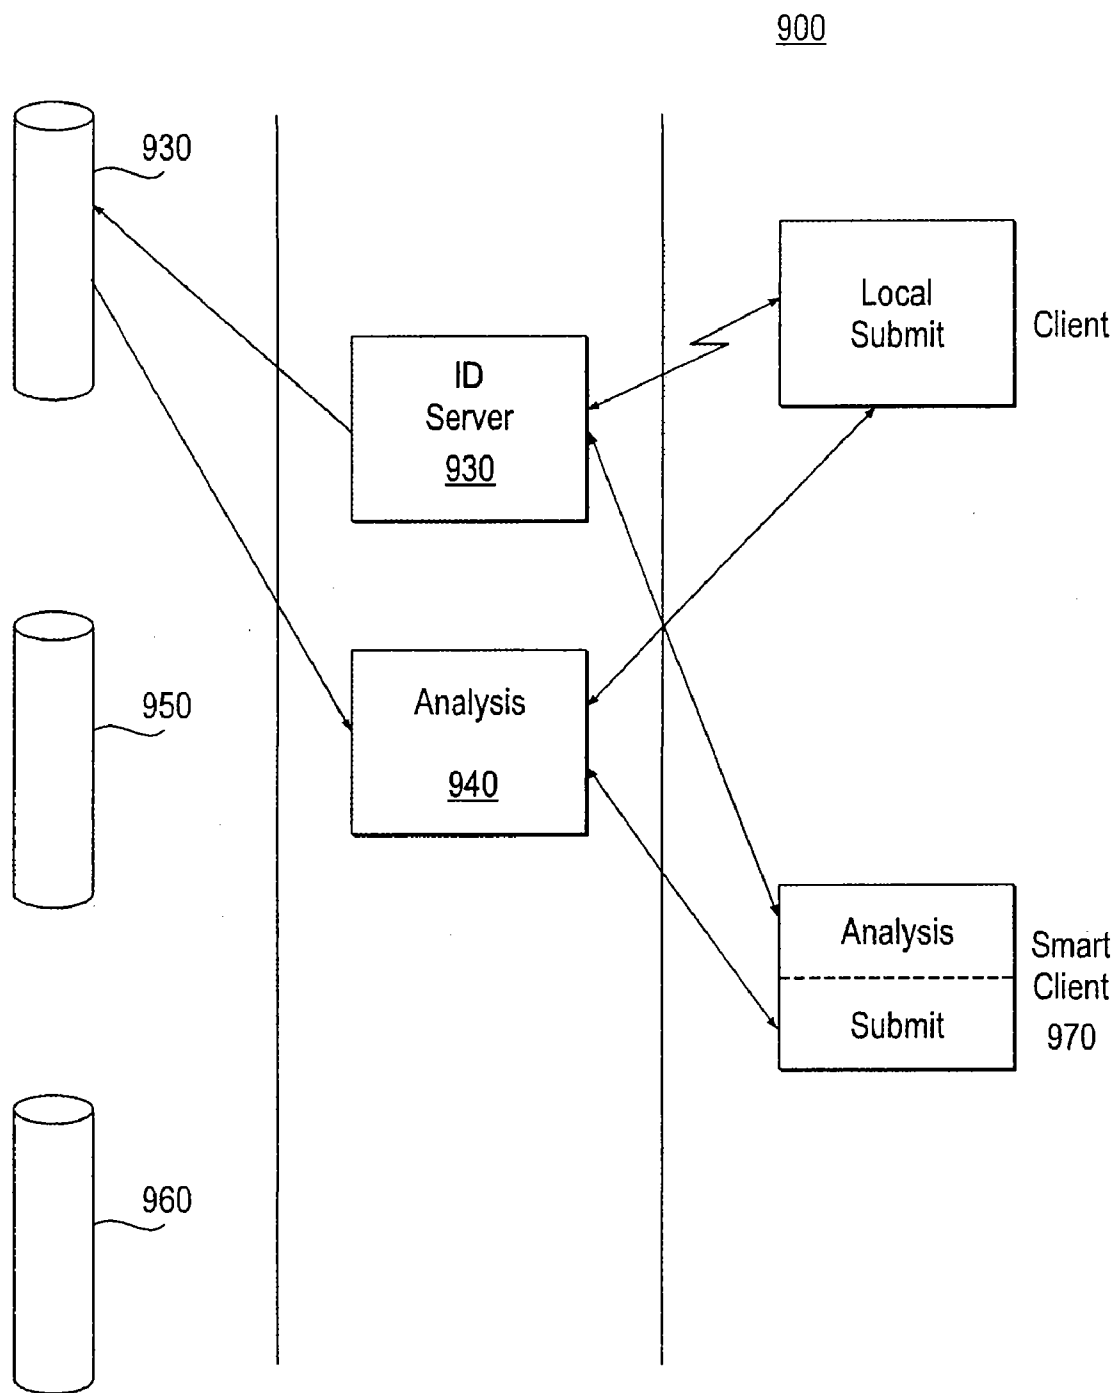 900
930
Local
Submit
Client
ID
Server
930
950
Analysis
940
Analysis
Submit
Smart
Client
970
960